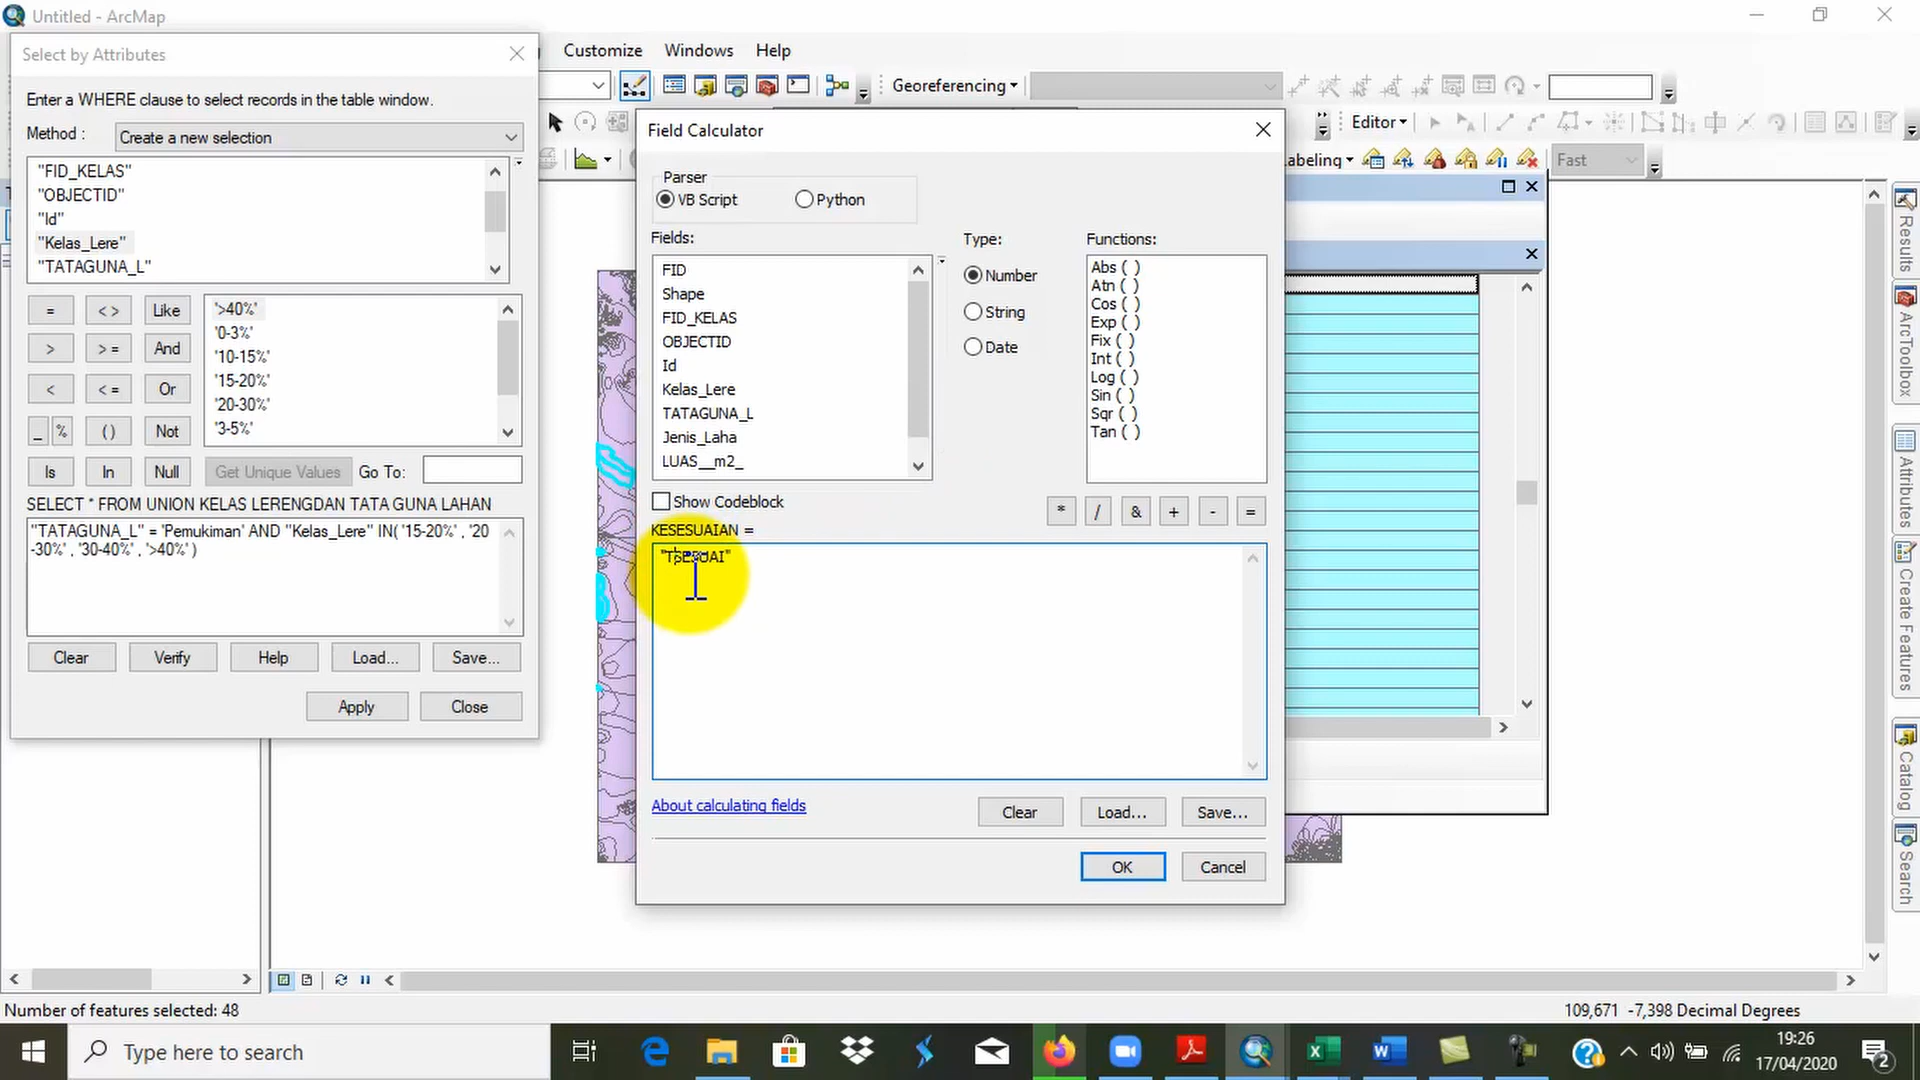 Untitled - ArcMap
Select by Attributes
Customize
Windows
Help
Enter a WHERE clause to select records in the table window.
Georeferencing
Method :
Create a new selection
Editor
"FID_KELAS"
"OBJECTID"
"Id"
"Kelas_Lere"
"TATAGUNA_L"
abeling
Fast
Field Calculator
Parser
VB Script
Python
Fields:
Type:
Functions:
FID
Shape
FID_KELAS
OBJECTID
Id
Kelas_Lere
TATAGUNA_L
Jenis_Laha
LUAS__m2_
Number
String
Date
Abs ( )
Atn ( )
Cos ( )
Exp ( )
Fix ( )
Int ( )
Log ( )
Sin ( )
Sqr ( )
Tan ( )
=
< >
Like
>
> =
And
<
< =
Or
_
%
( )
Not
Is
In
Null
'>40%'
'0-3%'
'10-15%'
'15-20%'
'20-30%'
'3-5%'
Get Unique Values
Go To:
SELECT * FROM UNION KELAS LERENGDAN TATA GUNA LAHAN
"TATAGUNA_L" = 'Pemukiman' AND "Kelas_Lere" IN( '15-20%' , '20
-30%' , '30-40%' , '>40%' )
Show Codeblock
*
/
&
+
-
=
KESESUAIAN =
Clear
Verify
Help
Load...
Save...
Apply
Close
About calculating fields
Clear
Load...
Save...
OK
Cancel
Results
ArcToolbox
Attributes
Create Features
Catalog
Search
Number of features selected: 48
109,671 -7,398 Decimal Degrees
Type here to search
19:26
17/04/2020
2